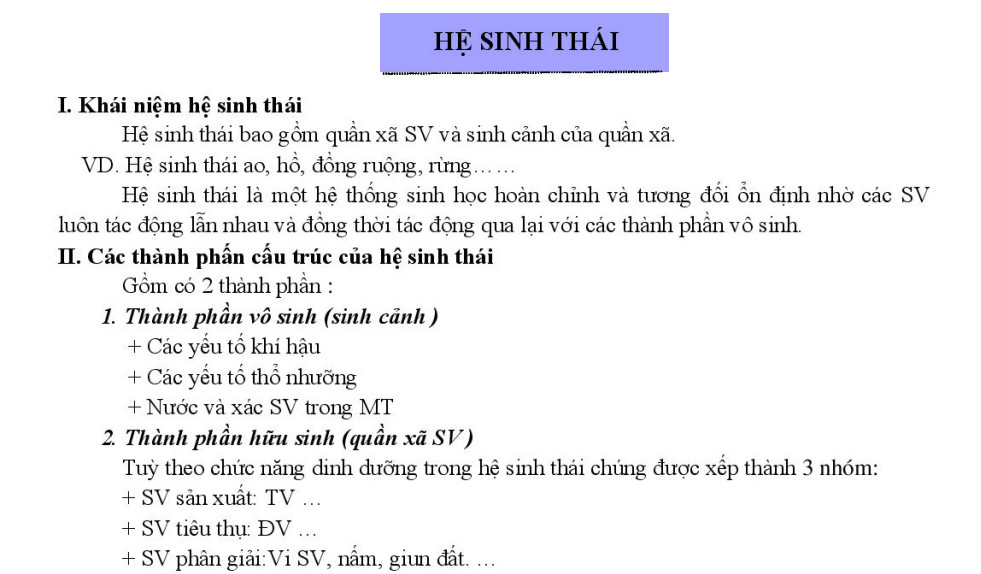 HỆ SINH THÁI
I. Khái niệm hệ sinh thái
Hệ sinh thái bao gồm quần xã SV và sinh cảnh của quần xã.
VD. Hệ sinh thái ao, hồ, đồng ruộng, rừng……
Hệ sinh thái là một hệ thống sinh học hoàn chỉnh và tương đối ổn định nhờ các SV
luôn tác động lẫn nhau và đồng thời tác động qua lại với các thành phần vô sinh.
II. Các thành phấn cấu trúc của hệ sinh thái
Gồm có 2 thành phần :
1. Thành phần vô sinh (sinh cảnh )
+ Các yếu tố khí hậu
+ Các yếu tố thổ nhưỡng
+ Nước và xác SV trong MT
2. Thành phần hữu sinh (quần xã SV )
Tuỳ theo chức năng dinh dưỡng trong hệ sinh thái chúng được xếp thành 3 nhóm:
+ SV sản xuất: TV …
+ SV tiêu thụ: ĐV …
+ SV phân giải:Vi SV, nấm, giun đất. …